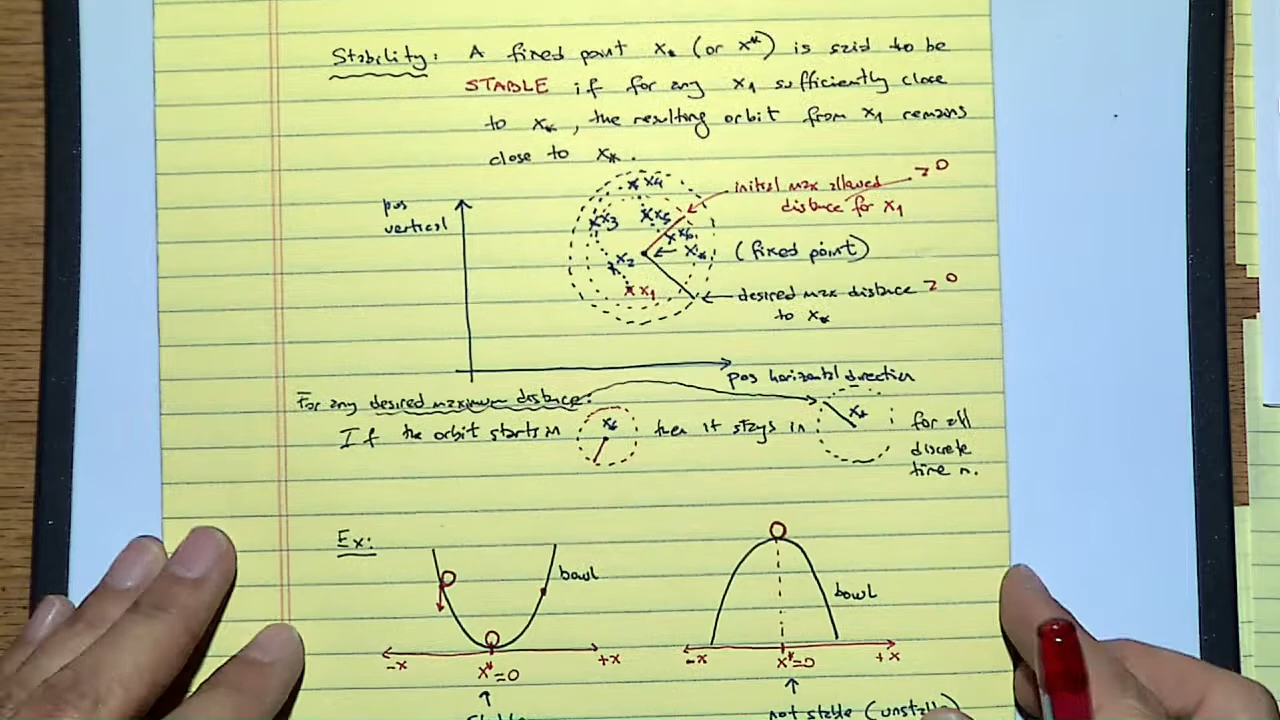 Stability: A fixed point x* (or x*) is said to be
STABLE if for any x1 sufficiently close
to x*, the resulting orbit from x1 remains
close to x*.
pos
vertical
x4
x3
x5
x6
x2
x*
x1
initial max allowed > 0
distance for x1
(fixed point)
desired max distance > 0
to x*
pos horizontal direction
For any desired maximum distance:
If the orbit starts in x* then it stays in x* for all
discrete
time n.
Ex:
bowl
bowl
-x x*=0 +x
-x x*=0 +x
not stable (unstable)